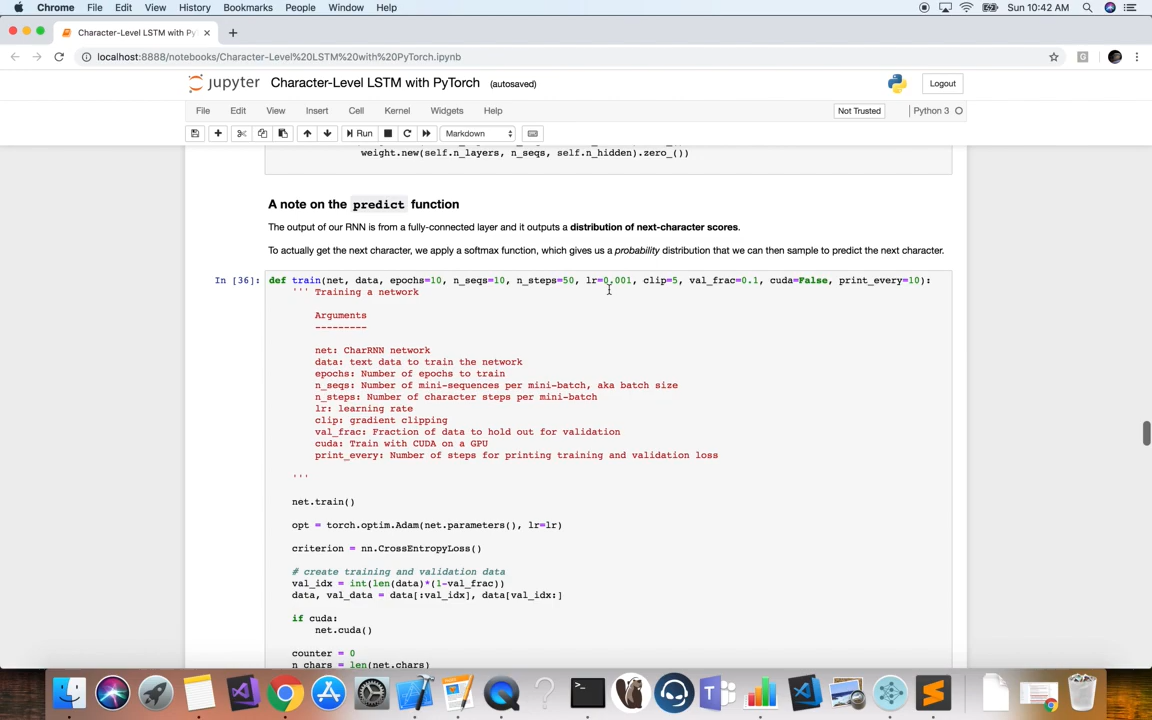 Chrome File Edit View History Bookmarks People Window Help Sun 10:42 AM
Character-Level LSTM with Py
localhost:8888/notebooks/Character-Level%20LSTM%20with%20PyTorch.ipynb
jupyter Character-Level LSTM with PyTorch (autosaved) Logout
File Edit View Insert Cell Kernel Widgets Help Not Trusted Python 3
Run Markdown
weight.new(self.n_layers, n_seqs, self.n_hidden).zero_())
A note on the predict function
The output of our RNN is from a fully-connected layer and it outputs a distribution of next-character scores.
To actually get the next character, we apply a softmax function, which gives us a probability distribution that we can then sample to predict the next character.
In [36]: def train(net, data, epochs=10, n_seqs=10, n_steps=50, lr=0.001, clip=5, val_frac=0.1, cuda=False, print_every=10):
''' Training a network
Arguments
---------
net: CharRNN network
data: text data to train the network
epochs: Number of epochs to train
n_seqs: Number of mini-sequences per mini-batch, aka batch size
n_steps: Number of character steps per mini-batch
lr: learning rate
clip: gradient clipping
val_frac: Fraction of data to hold out for validation
cuda: Train with CUDA on a GPU
print_every: Number of steps for printing training and validation loss
'''
net.train()
opt = torch.optim.Adam(net.parameters(), lr=lr)
criterion = nn.CrossEntropyLoss()
# create training and validation data
val_idx = int(len(data)*(1-val_frac))
data, val_data = data[:val_idx], data[val_idx:]
if cuda:
net.cuda()
counter = 0
n_chars = len(net.chars)